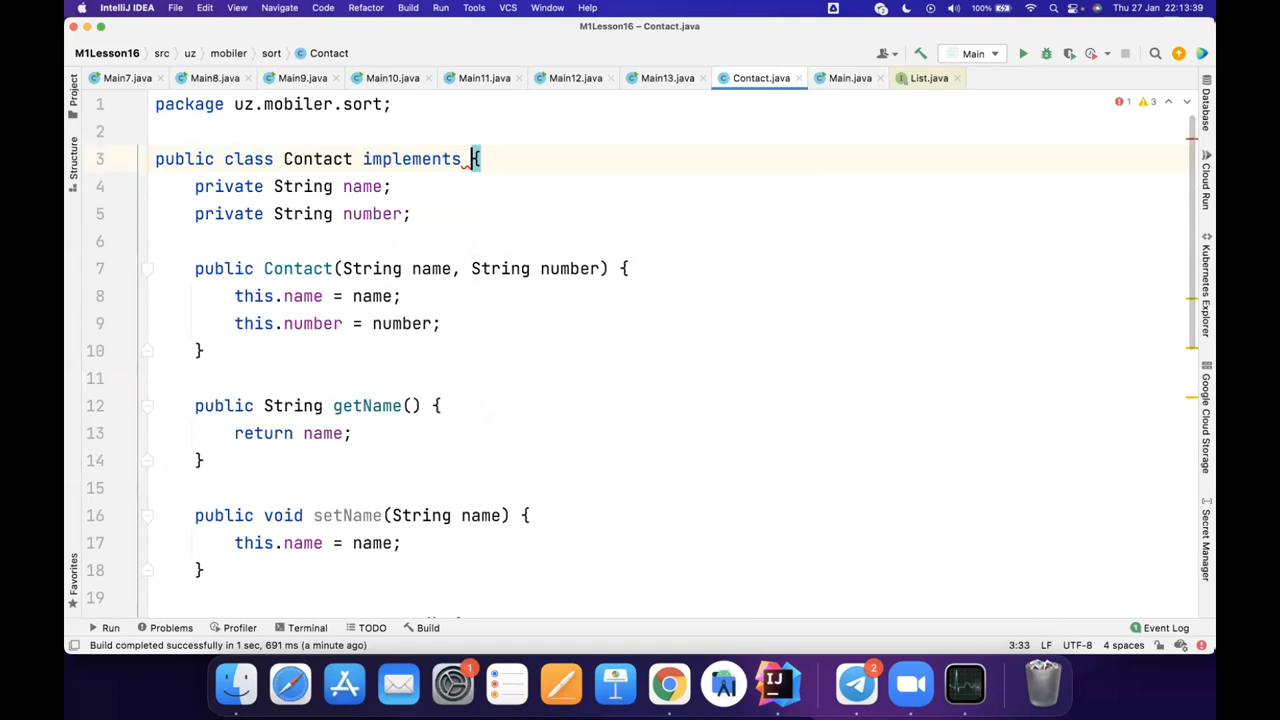 IntelliJ IDEA File Edit View Navigate Code Refactor Build Run Tools VCS Window Help 100% Thu 27 Jan 22:13:39
M1Lesson16 – Contact.java
M1Lesson16 src uz mobiler sort Contact Main
Main7.java Main8.java Main9.java Main10.java Main11.java Main12.java Main13.java Contact.java Main.java List.java
Project
Structure
Favorites
1 package uz.mobiler.sort;
2
3 public class Contact implements {
4 private String name;
5 private String number;
6
7 public Contact(String name, String number) {
8 this.name = name;
9 this.number = number;
10 }
11
12 public String getName() {
13 return name;
14 }
15
16 public void setName(String name) {
17 this.name = name;
18 }
19
1 3
Database
Cloud Run
Kubernetes Explorer
Google Cloud Storage
Secret Manager
Run Problems Profiler Terminal TODO Build 1 Event Log
Build completed successfully in 1 sec, 691 ms (a minute ago) 3:33 LF UTF-8 4 spaces
1 2
IJ